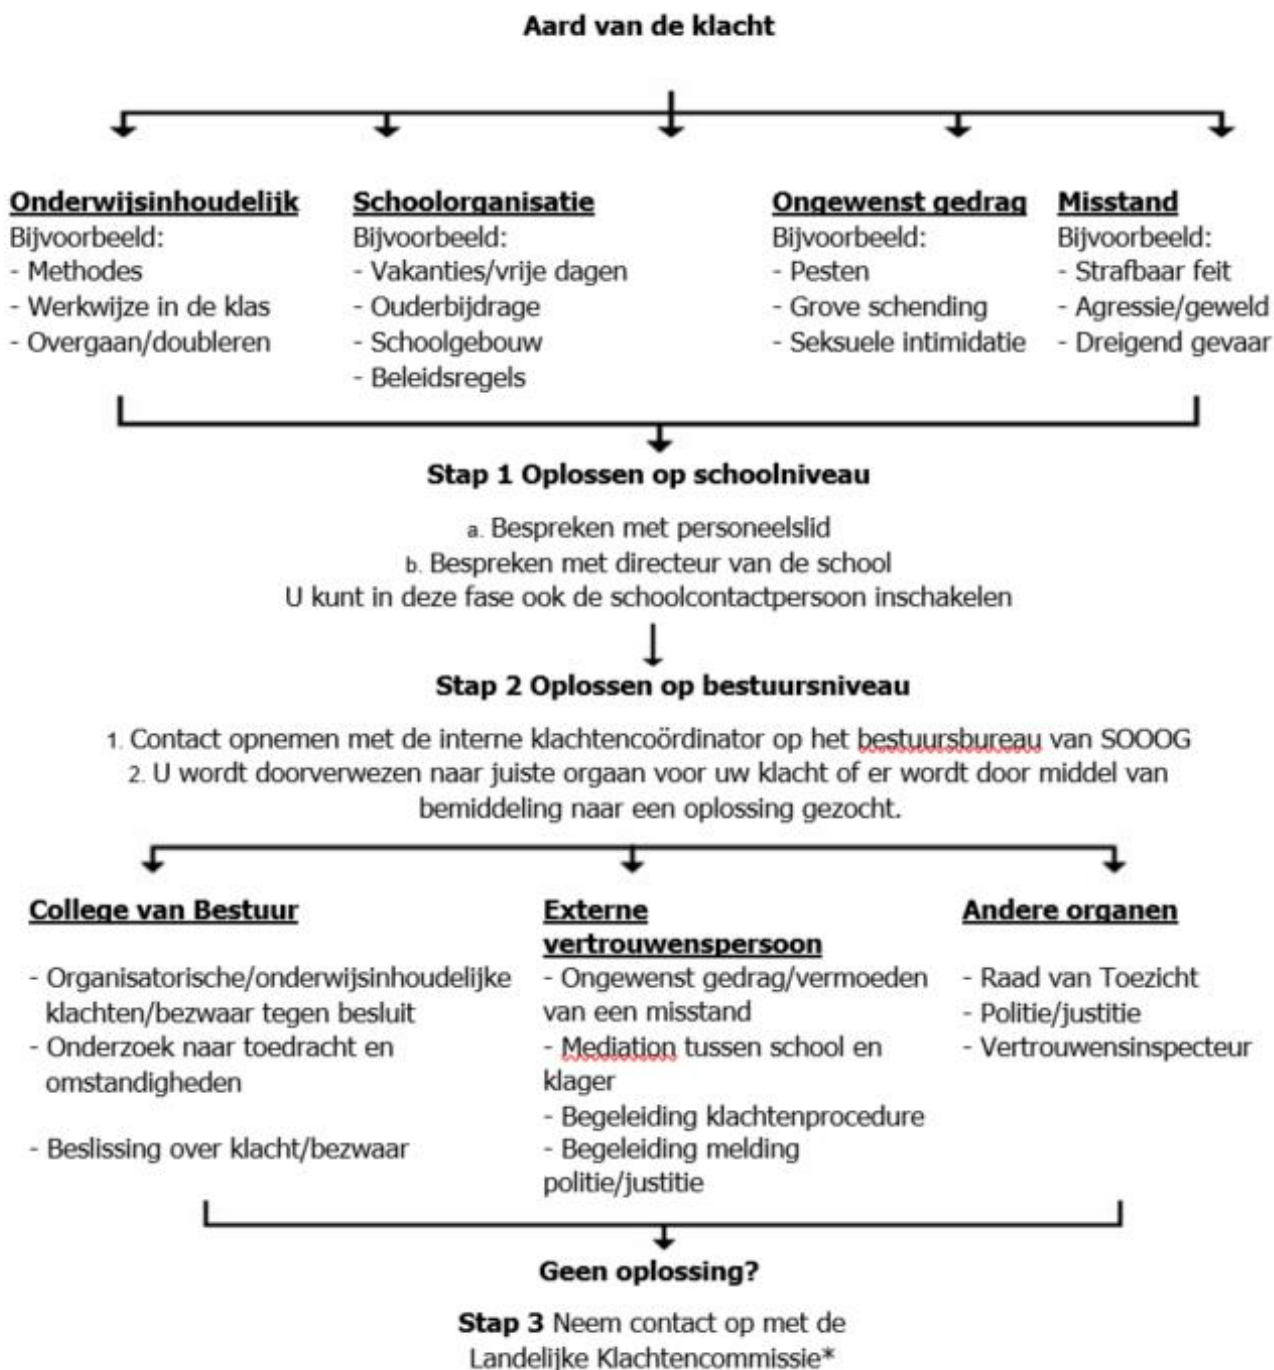 Aard van de klacht
Onderwijsinhoudelijk
Bijvoorbeeld:
- Methodes
- Werkwijze in de klas
- Overgaan/doubleren
Schoolorganisatie
Bijvoorbeeld:
- Vakanties/vrije dagen
- Ouderbijdrage
- Schoolgebouw
- Beleidsregels
Ongewenst gedrag
Bijvoorbeeld:
- Pesten
- Grove schending
- Seksuele intimidatie
Misstand
Bijvoorbeeld:
- Strafbaar feit
- Agressie/geweld
- Dreigend gevaar
Stap 1 Oplossen op schoolniveau
a. Bespreken met personeelslid
b. Bespreken met directeur van de school
U kunt in deze fase ook de schoolcontactpersoon inschakelen
Stap 2 Oplossen op bestuursniveau
1. Contact opnemen met de interne klachtencoördinator op het bestuursbureau van SOOOG
2. U wordt doorverwezen naar juiste orgaan voor uw klacht of er wordt door middel van
bemiddeling naar een oplossing gezocht.
College van Bestuur
- Organisatorische/onderwijsinhoudelijke
klachten/bezwaar tegen besluit
- Onderzoek naar toedracht en
omstandigheden
- Beslissing over klacht/bezwaar
Externe
vertrouwenspersoon
- Ongewenst gedrag/vermoeden
van een misstand
- Mediation tussen school en
klager
- Begeleiding klachtenprocedure
- Begeleiding melding
politie/justitie
Andere organen
- Raad van Toezicht
- Politie/justitie
- Vertrouwensinspecteur
Geen oplossing?
Stap 3 Neem contact op met de
Landelijke Klachtencommissie*